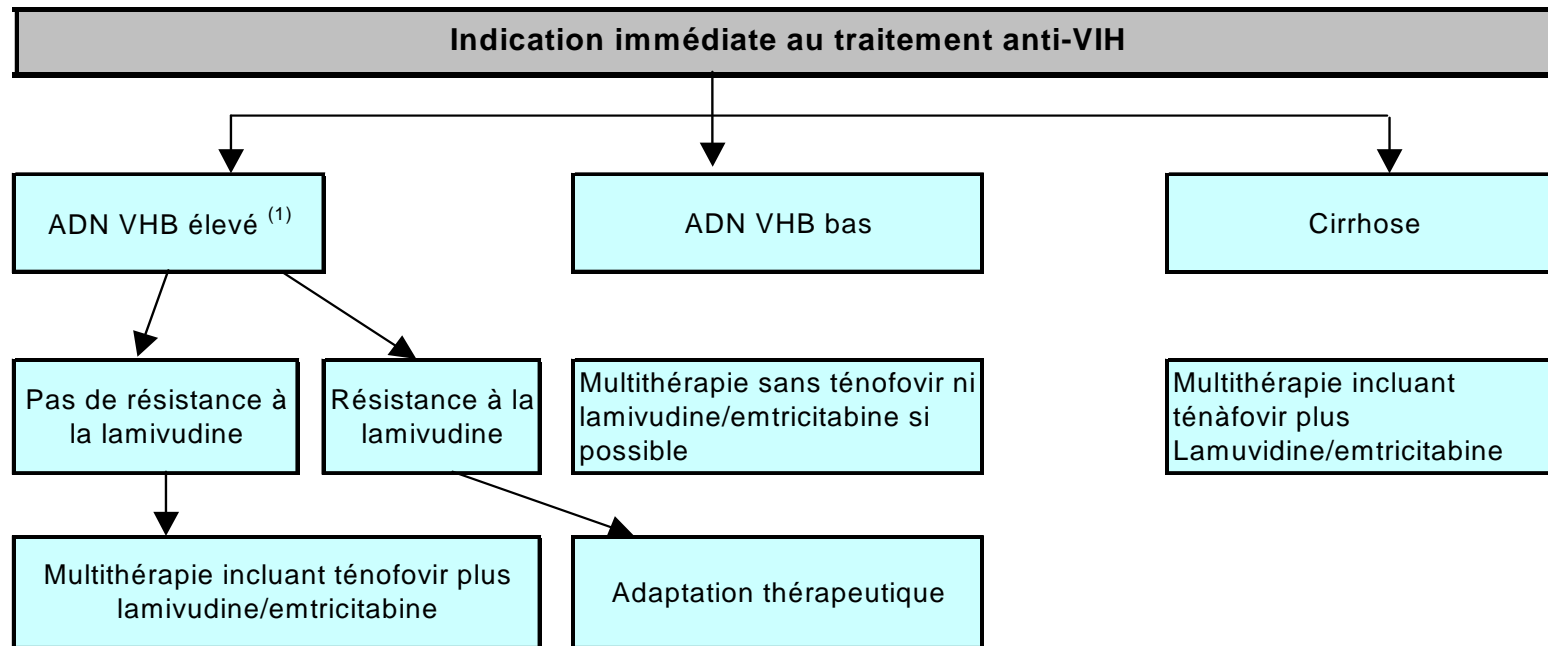 Indication immédiate au traitement anti-VIH
ADN VHB élevé (1)
ADN VHB bas
Cirrhose
Pas de résistance à
la lamivudine
Résistance à la
lamivudine
Multithérapie sans ténofovir ni
lamivudine/emtricitabine si
possible
Multithérapie incluant
ténàfovir plus
Lamuvidine/emtricitabine
Multithérapie incluant ténofovir plus
lamivudine/emtricitabine
Adaptation thérapeutique